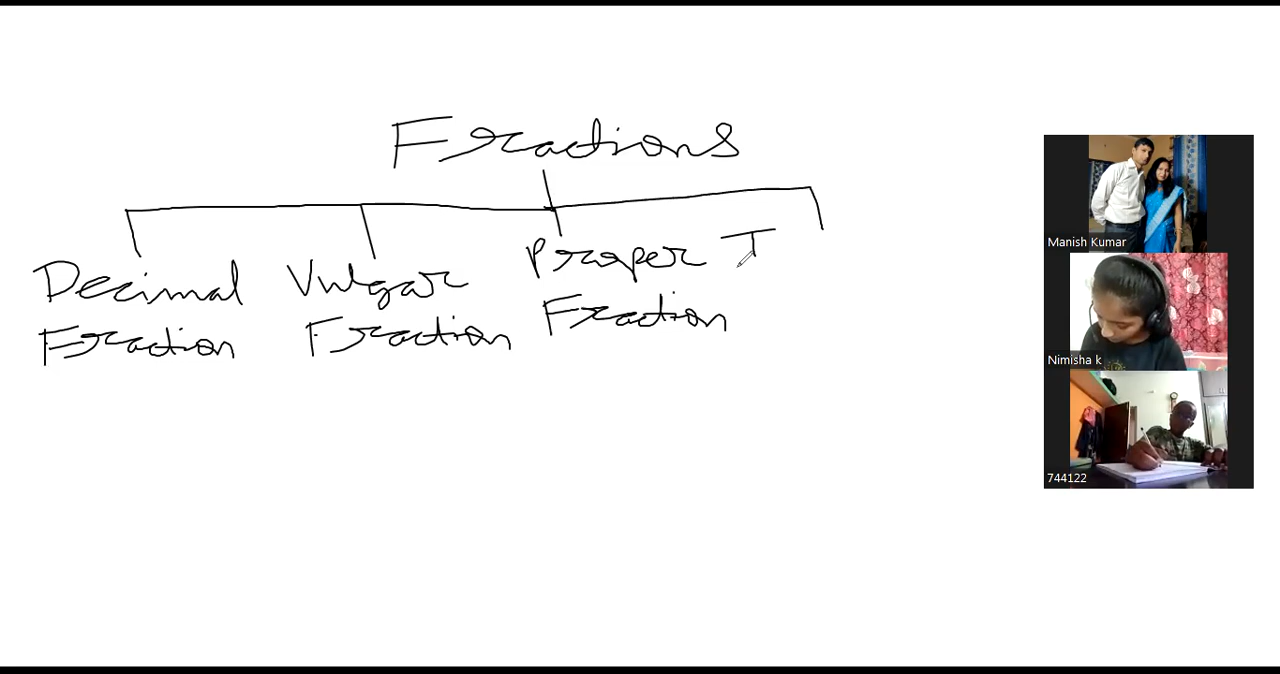 Fractions
Decimal
Fraction
Vulgar
Fraction
Proper
Fraction
I
Manish Kumar
Nimisha k
744122